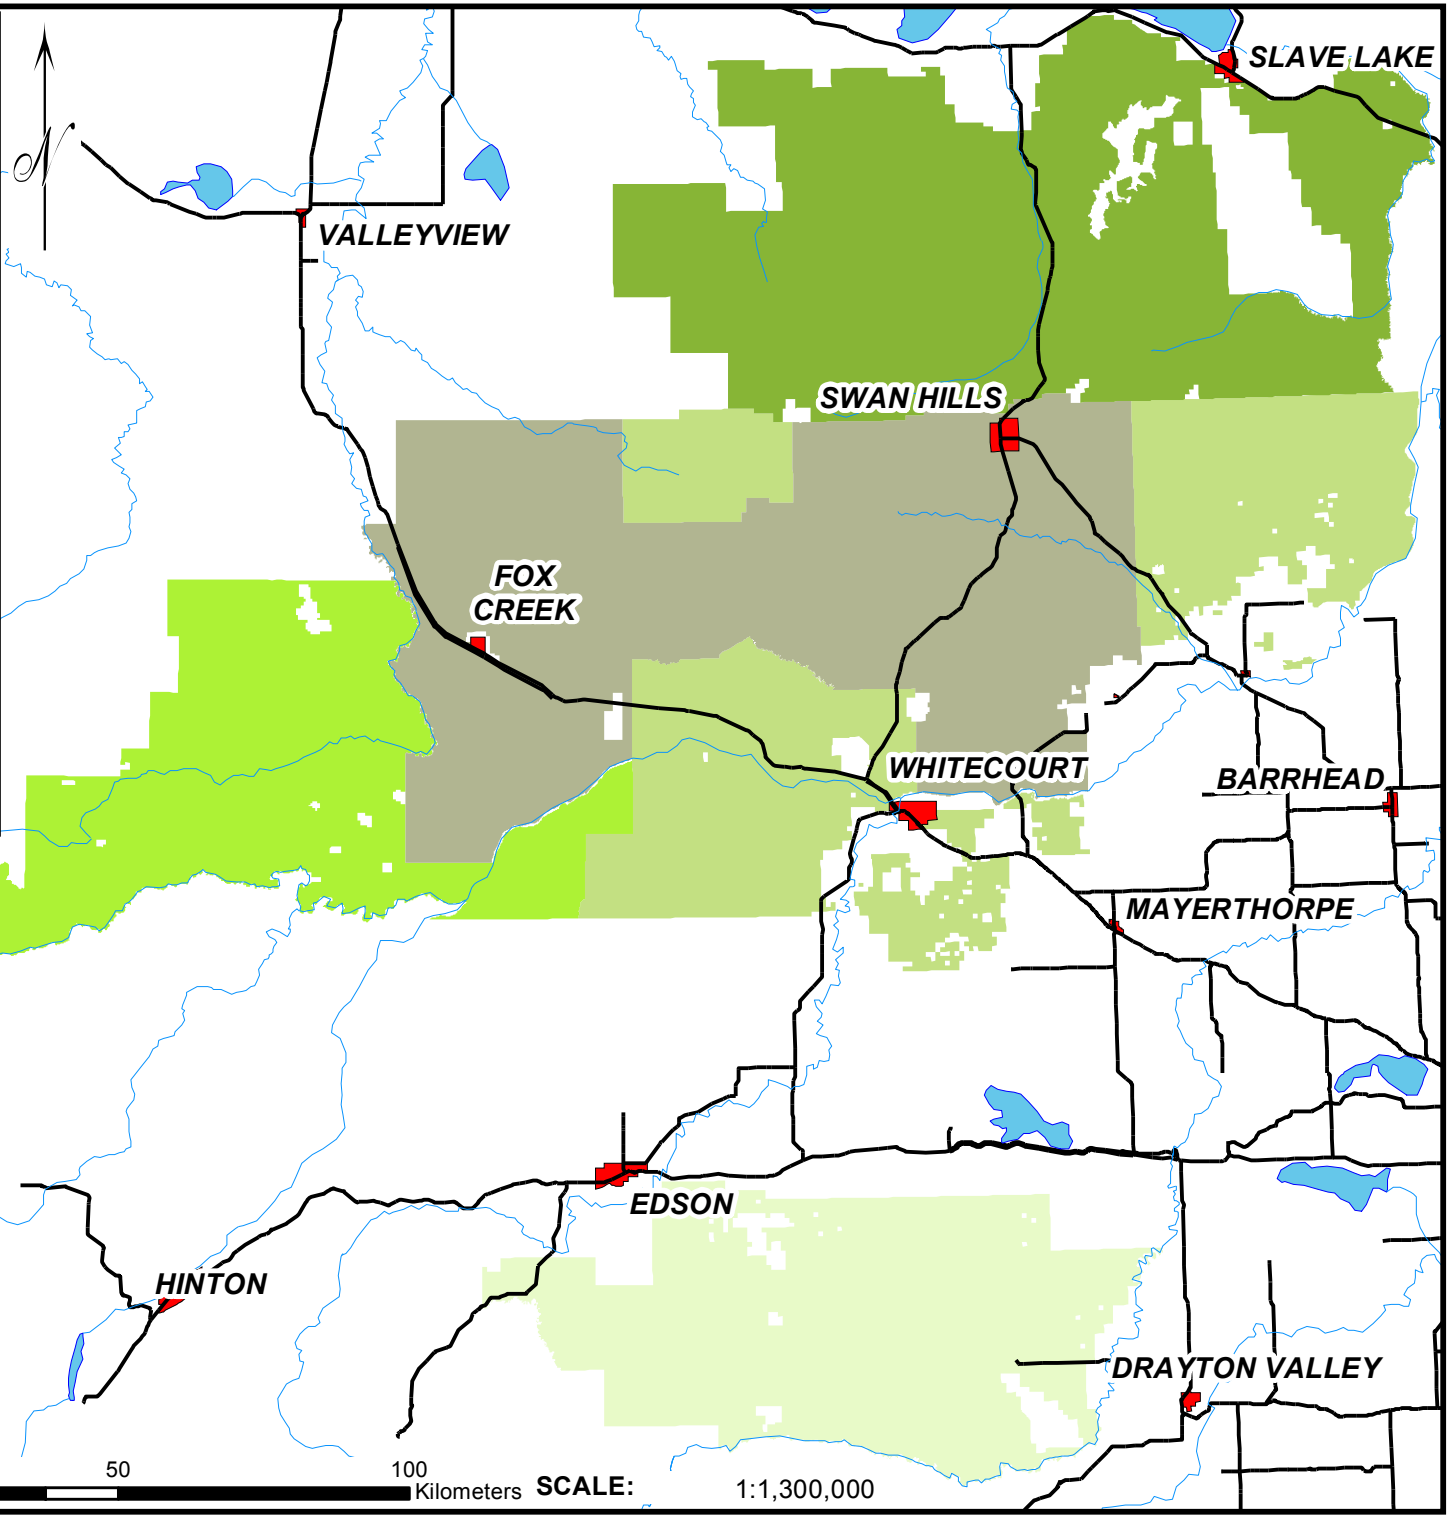 SLAVE LAKE
N
VALLEYVIEW
SWAN HILLS
FOX
CREEK
WHITECOURT
BARRHEAD
MAYERTHORPE
EDSON
HINTON
DRAYTON VALLEY
50 100
Kilometers SCALE: 1:1,300,000